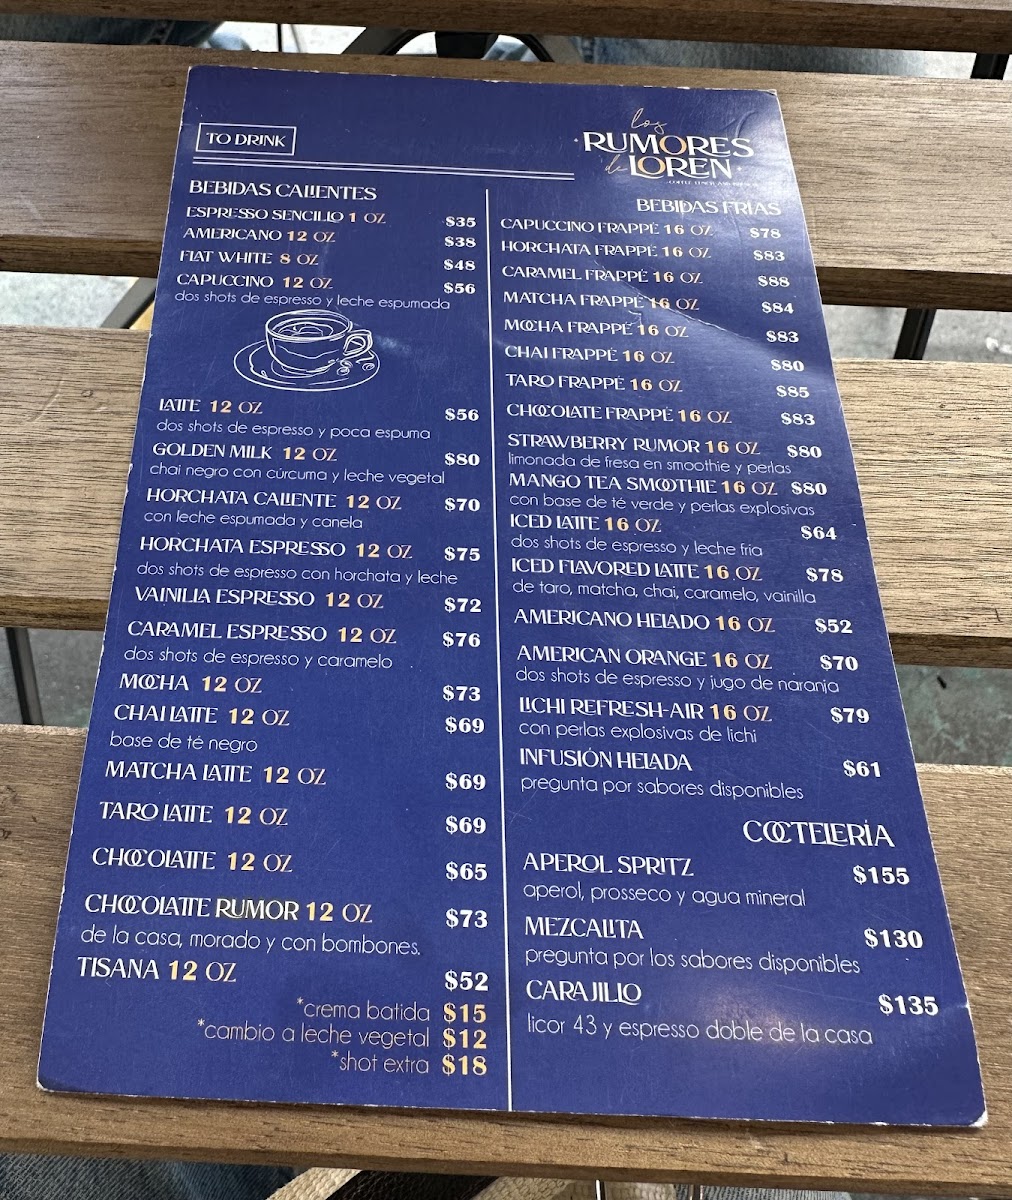 TO DRINK
los
RUMORES
de LOREN
BEBIDAS CALIENTES
ESPRESSO SENCILLO 1 OZ $35
AMERICANO 12 OZ $38
FLAT WHITE 8 OZ $48
CAPUCCINO 12 OZ $56
dos shots de espresso y leche espumada
LATTE 12 OZ $56
dos shots de espresso y poca espuma
GOLDEN MILK 12 OZ $80
chai negro con cúrcuma y leche vegetal
HORCHATA CALIENTE 12 OZ $70
con leche espumada y canela
HORCHATA ESPRESSO 12 OZ $75
dos shots de espresso con horchata y leche
VAINILIA ESPRESSO 12 OZ $72
CARAMEL ESPRESSO 12 OZ $76
dos shots de espresso y caramelo
MOCHA 12 OZ $73
CHAI LATTE 12 OZ $69
base de té negro
MATCHA LATTE 12 OZ $69
TARO LATTE 12 OZ $69
CHOCOLATTE 12 OZ $65
CHOCOLATTE RUMOR 12 OZ $73
de la casa, morado y con bombones.
TISANA 12 OZ $52
*crema batida $15
*cambio a leche vegetal $12
*shot extra $18
BEBIDAS FRÍAS
CAPUCCINO FRAPPÉ 16 OZ $78
HORCHATA FRAPPÉ 16 OZ $83
CARAMEL FRAPPÉ 16 OZ $88
MATCHA FRAPPÉ 16 OZ $84
MOCHA FRAPPÉ 16 OZ $83
CHAI FRAPPÉ 16 OZ $80
TARO FRAPPÉ 16 OZ $85
CHOCOLATE FRAPPÉ 16 OZ $83
STRAWBERRY RUMOR 16 OZ $80
limonada de fresa en smoothie y perlas
MANGO TEA SMOOTHIE 16 OZ $80
con base de té verde y perlas explosivas
ICED LATTE 16 OZ $64
dos shots de espresso y leche fría
ICED FLAVORED LATTE 16 OZ $78
de taro, matcha, chai, caramelo, vainilla
AMERICANO HELADO 16 OZ $52
AMERICAN ORANGE 16 OZ $70
dos shots de espresso y jugo de naranja
LICHI REFRESH-AIR 16 OZ $79
con perlas explosivas de lichi
INFUSIÓN HELADA $61
pregunta por sabores disponibles
COCTELERÍA
APEROL SPRITZ $155
aperol, prosseco y agua mineral
MEZCALITA $130
pregunta por los sabores disponibles
CARAJILLO $135
licor 43 y espresso doble de la casa